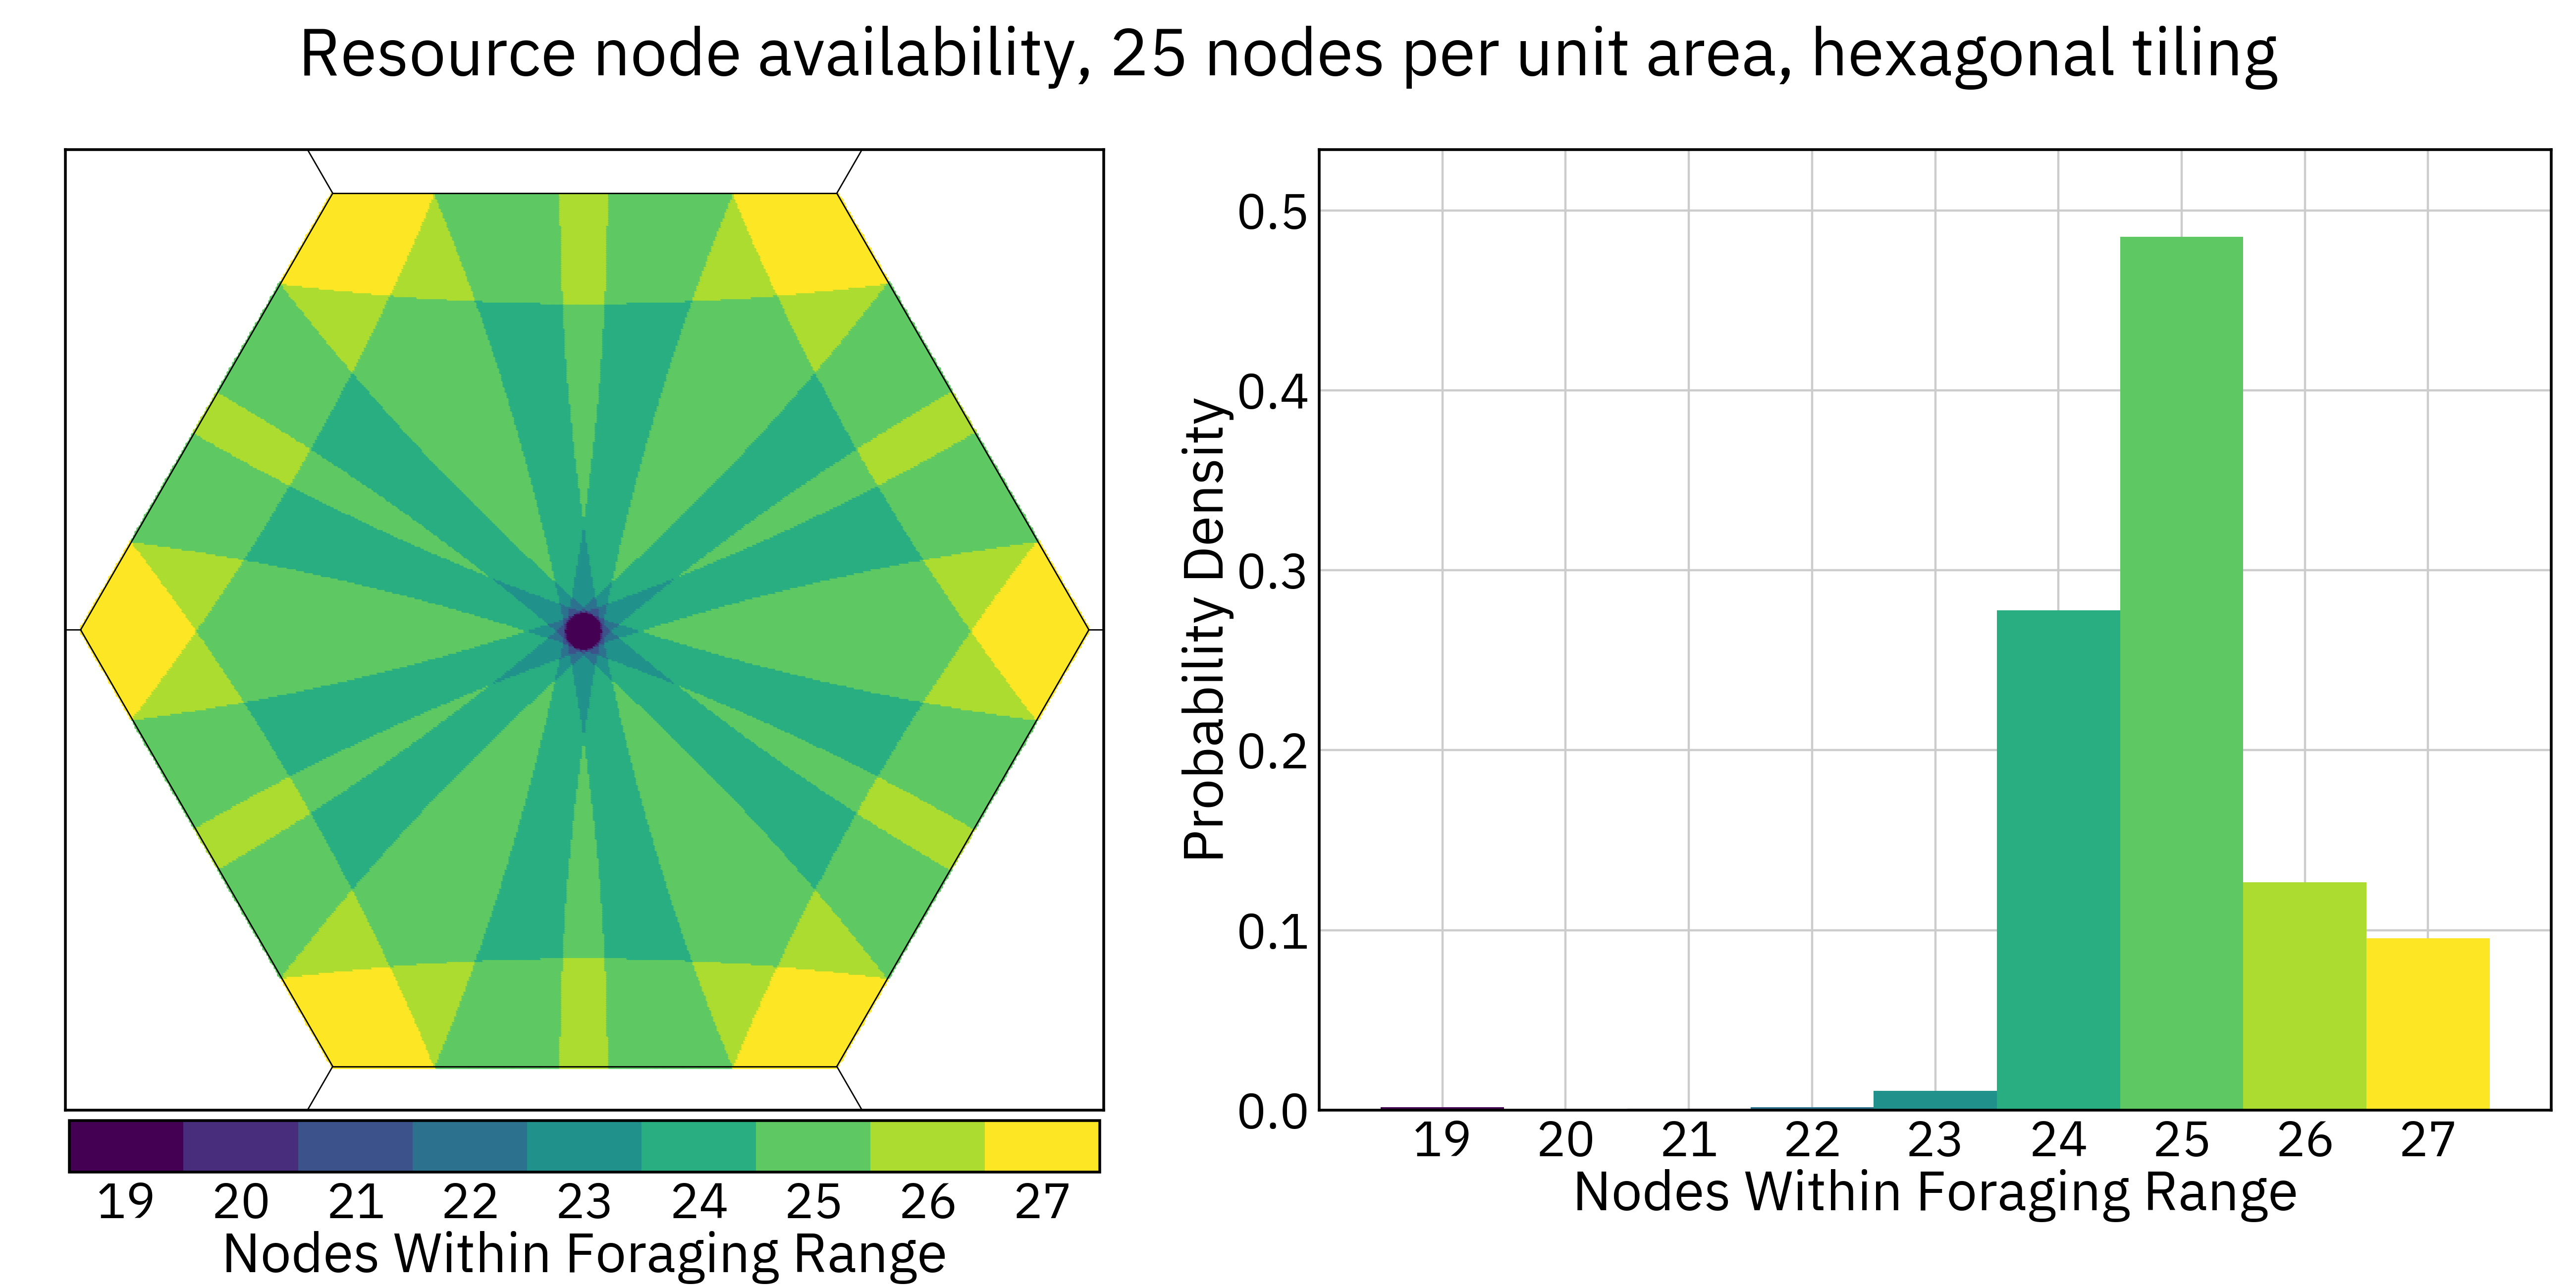 Resource node availability, 25 nodes per unit area, hexagonal tiling
19 20 21 22 23 24 25 26 27
Nodes Within Foraging Range
Probability Density
0.5
0.4
0.3
0.2
0.1
0.0
19 20 21 22 23 24 25 26 27
Nodes Within Foraging Range